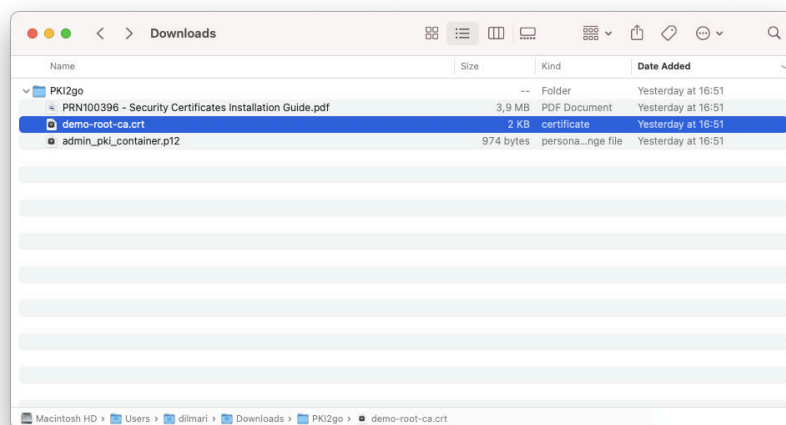 Downloads
Name Size Kind Date Added
PKI2go -- Folder Yesterday at 16:51
PRN100396 - Security Certificates Installation Guide.pdf 3,9 MB PDF Document Yesterday at 16:51
demo-root-ca.crt 2 KB certificate Yesterday at 16:51
admin_pki_container.p12 974 bytes persona...nge file Yesterday at 16:51
Macintosh HD › Users › dilmari › Downloads › PKI2go › demo-root-ca.crt